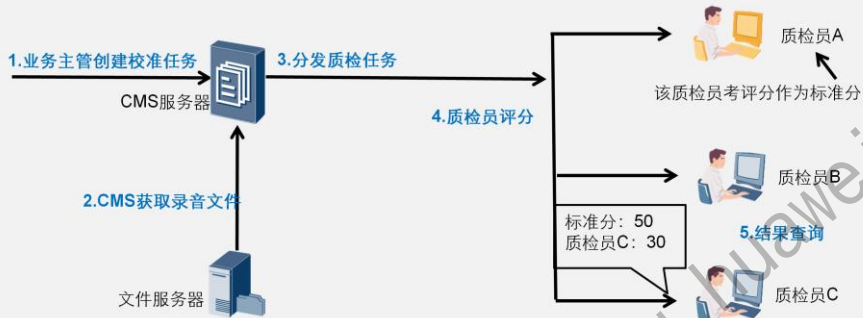 1.业务主管创建校准任务
CMS服务器
3.分发质检任务
4.质检员评分
质检员A
该质检员考评分作为标准分
2.CMS获取录音文件
质检员B
标准分：50
质检员C：30
5.结果查询
文件服务器
质检员C
huawei